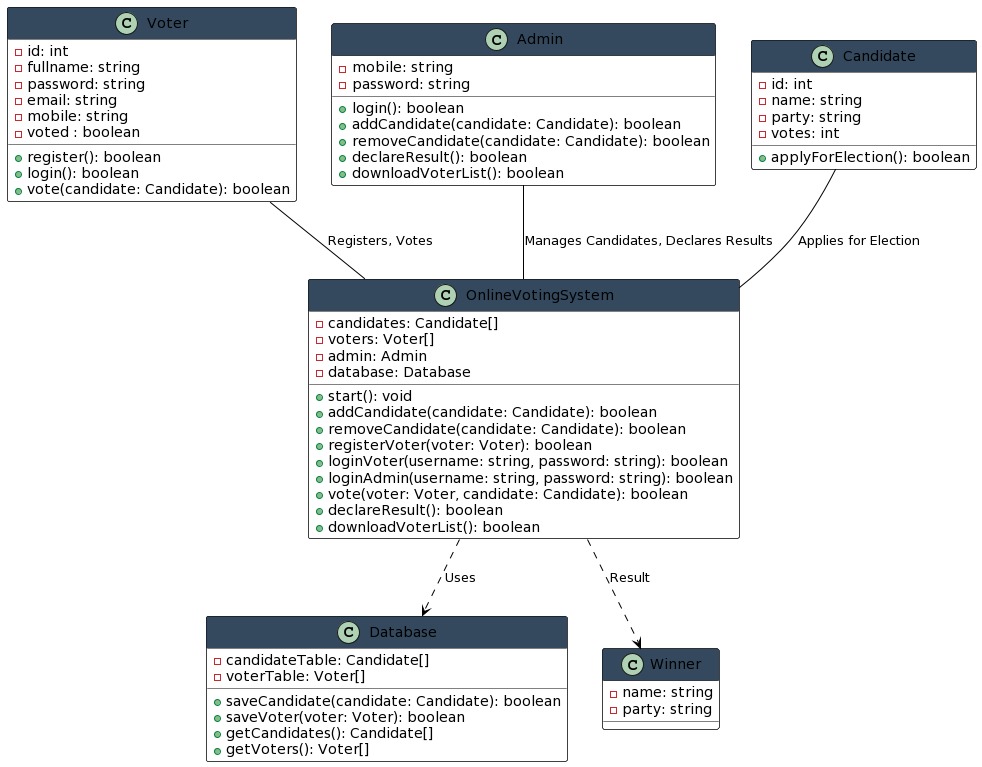 C Voter
id: int
fullname: string
password: string
email: string
mobile: string
voted : boolean
register(): boolean
login(): boolean
vote(candidate: Candidate): boolean
C Admin
mobile: string
password: string
login(): boolean
addCandidate(candidate: Candidate): boolean
removeCandidate(candidate: Candidate): boolean
declareResult(): boolean
downloadVoterList(): boolean
C Candidate
id: int
name: string
party: string
votes: int
applyForElection(): boolean
Registers, Votes
Manages Candidates, Declares Results
Applies for Election
C OnlineVotingSystem
candidates: Candidate[]
voters: Voter[]
admin: Admin
database: Database
start(): void
addCandidate(candidate: Candidate): boolean
removeCandidate(candidate: Candidate): boolean
registerVoter(voter: Voter): boolean
loginVoter(username: string, password: string): boolean
loginAdmin(username: string, password: string): boolean
vote(voter: Voter, candidate: Candidate): boolean
declareResult(): boolean
downloadVoterList(): boolean
Uses
Result
C Database
candidateTable: Candidate[]
voterTable: Voter[]
saveCandidate(candidate: Candidate): boolean
saveVoter(voter: Voter): boolean
getCandidates(): Candidate[]
getVoters(): Voter[]
C Winner
name: string
party: string